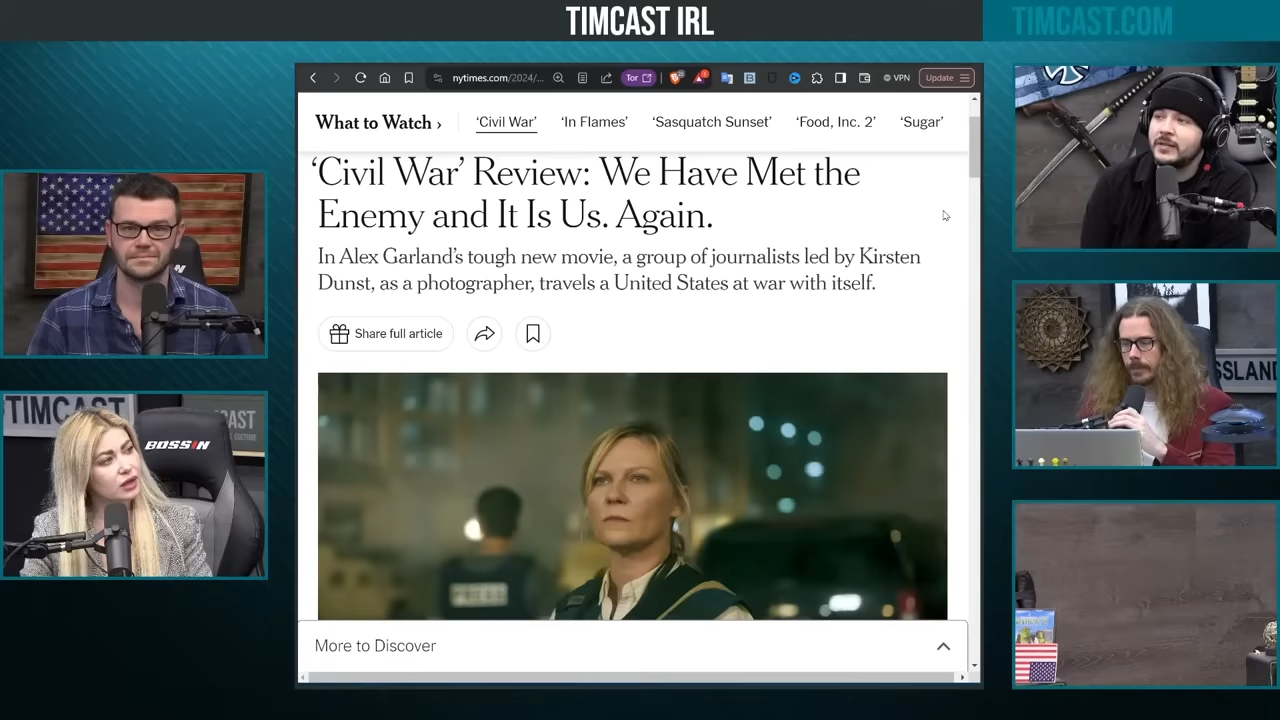 TIMCAST IRL
TIMCAST.COM
nytimes.com/2024/...
Tor
VPN
Update
What to Watch ›
‘Civil War’
‘In Flames’
‘Sasquatch Sunset’
‘Food, Inc. 2’
‘Sugar’
‘Civil War’ Review: We Have Met the
Enemy and It Is Us. Again.
In Alex Garland’s tough new movie, a group of journalists led by Kirsten
Dunst, as a photographer, travels a United States at war with itself.
Share full article
PRESS
More to Discover
TIMCAST
BOSSIN
CAST
SSLAN